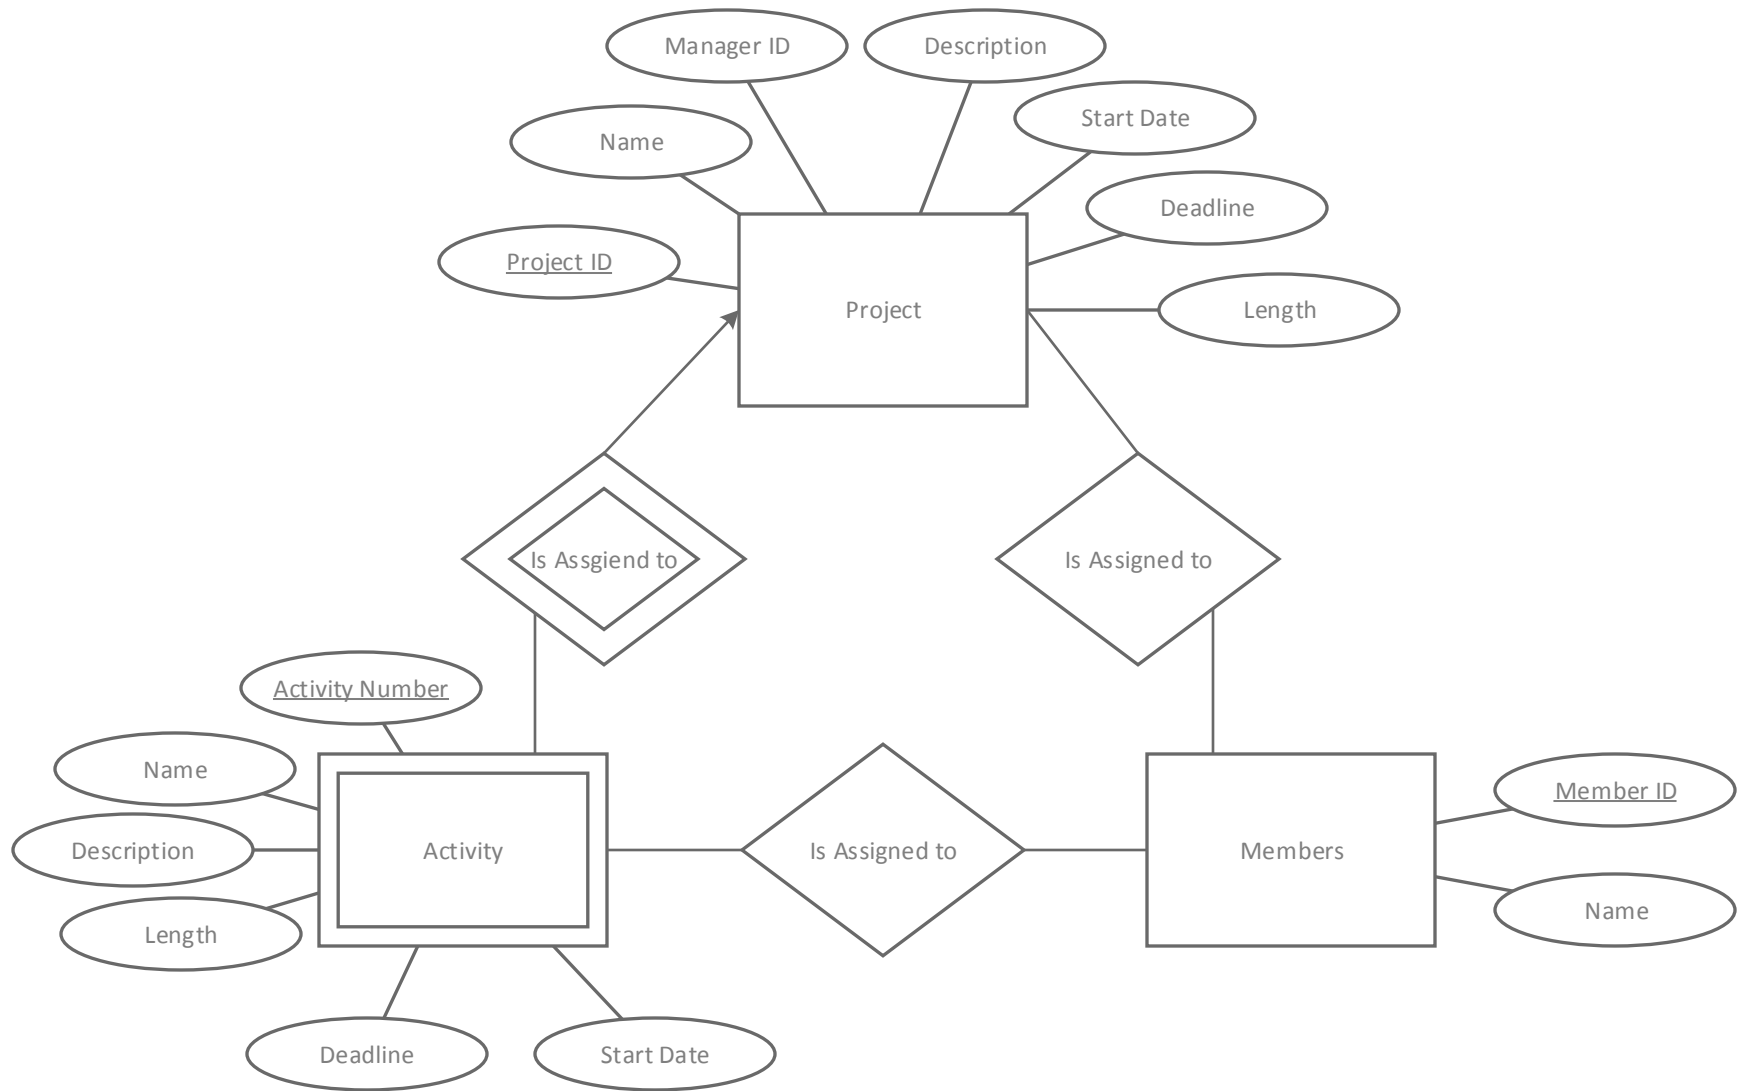 Manager ID
Description
Start Date
Name
Deadline
Project ID
Project
Length
Is Assgiend to
Is Assigned to
Activity Number
Name
Description
Activity
Is Assigned to
Members
Member ID
Name
Length
Deadline
Start Date